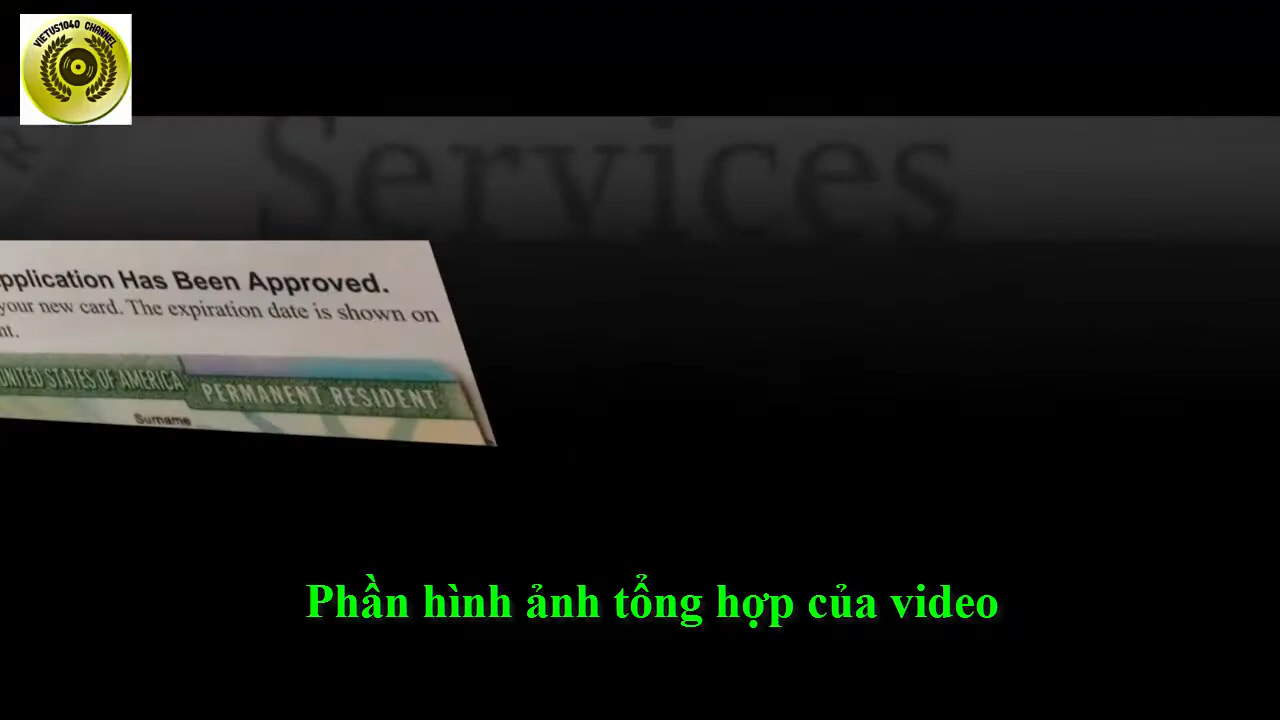 VIETUS1040 CHANNEL
Services
pplication Has Been Approved.
your new card. The expiration date is shown on
nt.
UNITED STATES OF AMERICA
PERMANENT RESIDENT
Surname
Phần hình ảnh tổng hợp của video